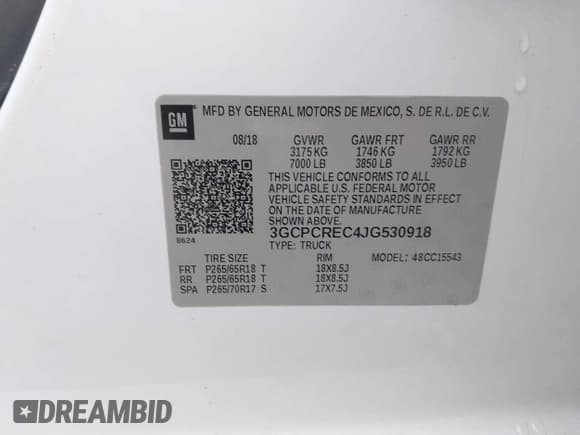 GM
MFD BY GENERAL MOTORS DE MEXICO, S. DE R.L. DE C.V.
08/18 GVWR GAWR FRT GAWR RR
3175 KG 1746 KG 1792 KG
7000 LB 3850 LB 3950 LB
THIS VEHICLE CONFORMS TO ALL
APPLICABLE U.S. FEDERAL MOTOR
VEHICLE SAFETY STANDARDS IN EFFECT
ON THE DATE OF MANUFACTURE
SHOWN ABOVE.
8624
3GCPCREC4JG530918
TYPE: TRUCK MODEL: 48CC15543
TIRE SIZE RIM
FRT P265/65R18 T 18X8.5J
RR P265/65R18 T 18X8.5J
SPA P265/70R17 S 17X7.5J
DREAMBID